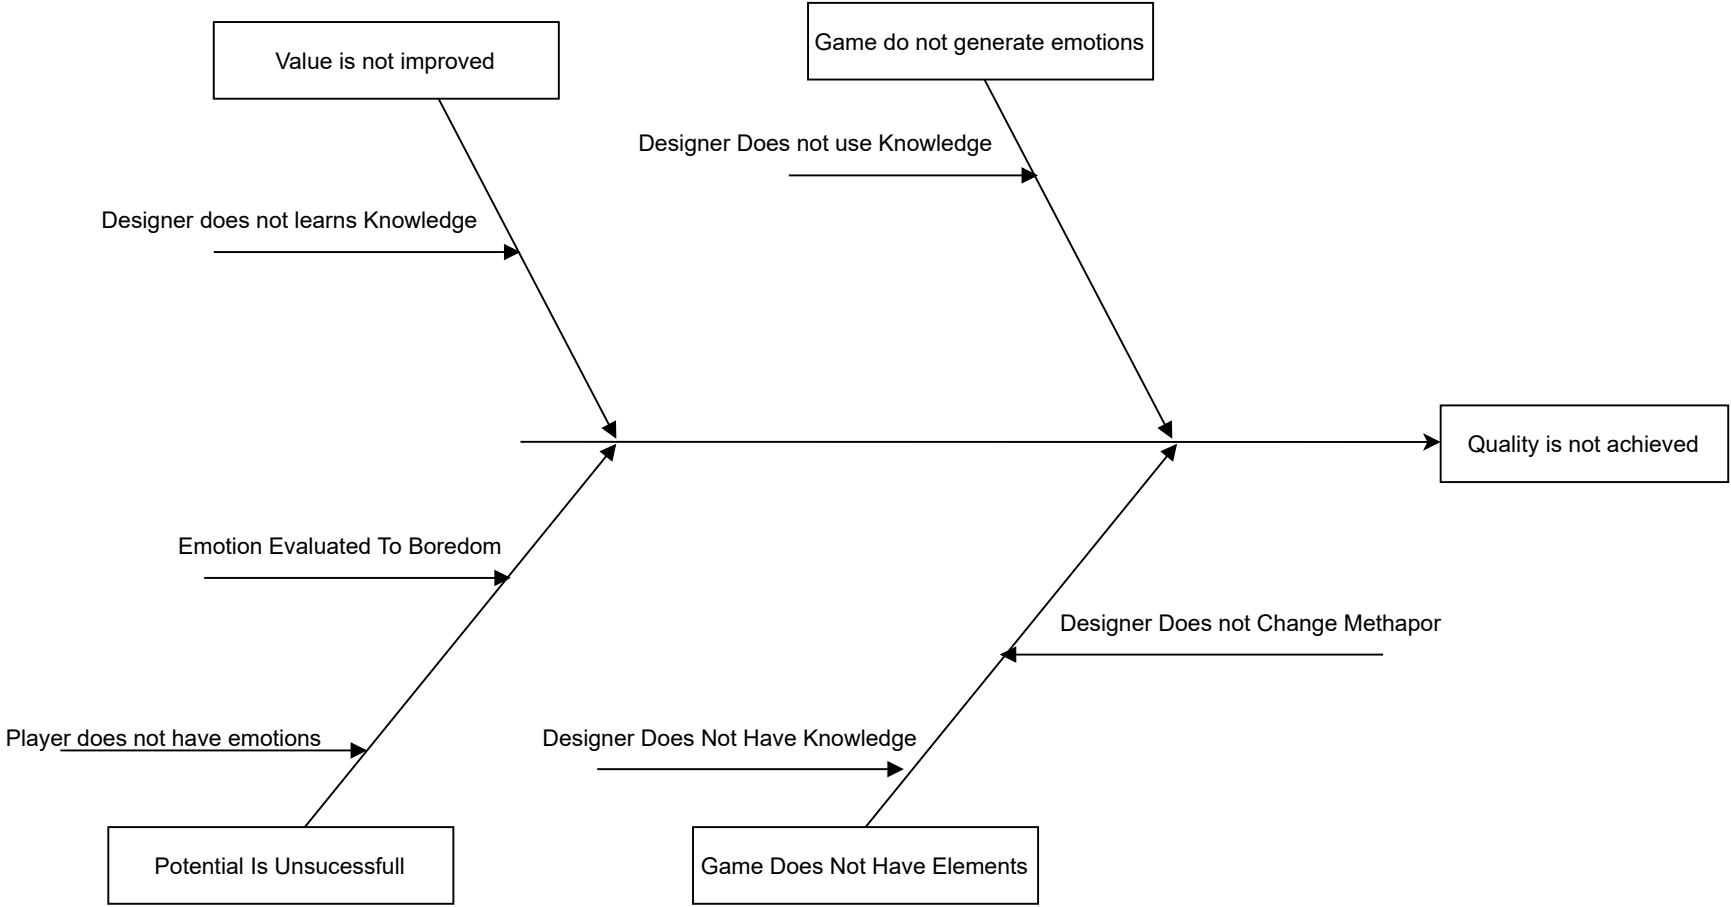 Value is not improved
Game do not generate emotions
Designer Does not use Knowledge
Designer does not learns Knowledge
Quality is not achieved
Emotion Evaluated To Boredom
Designer Does not Change Methapor
Player does not have emotions
Designer Does Not Have Knowledge
Potential Is Unsucessfull
Game Does Not Have Elements